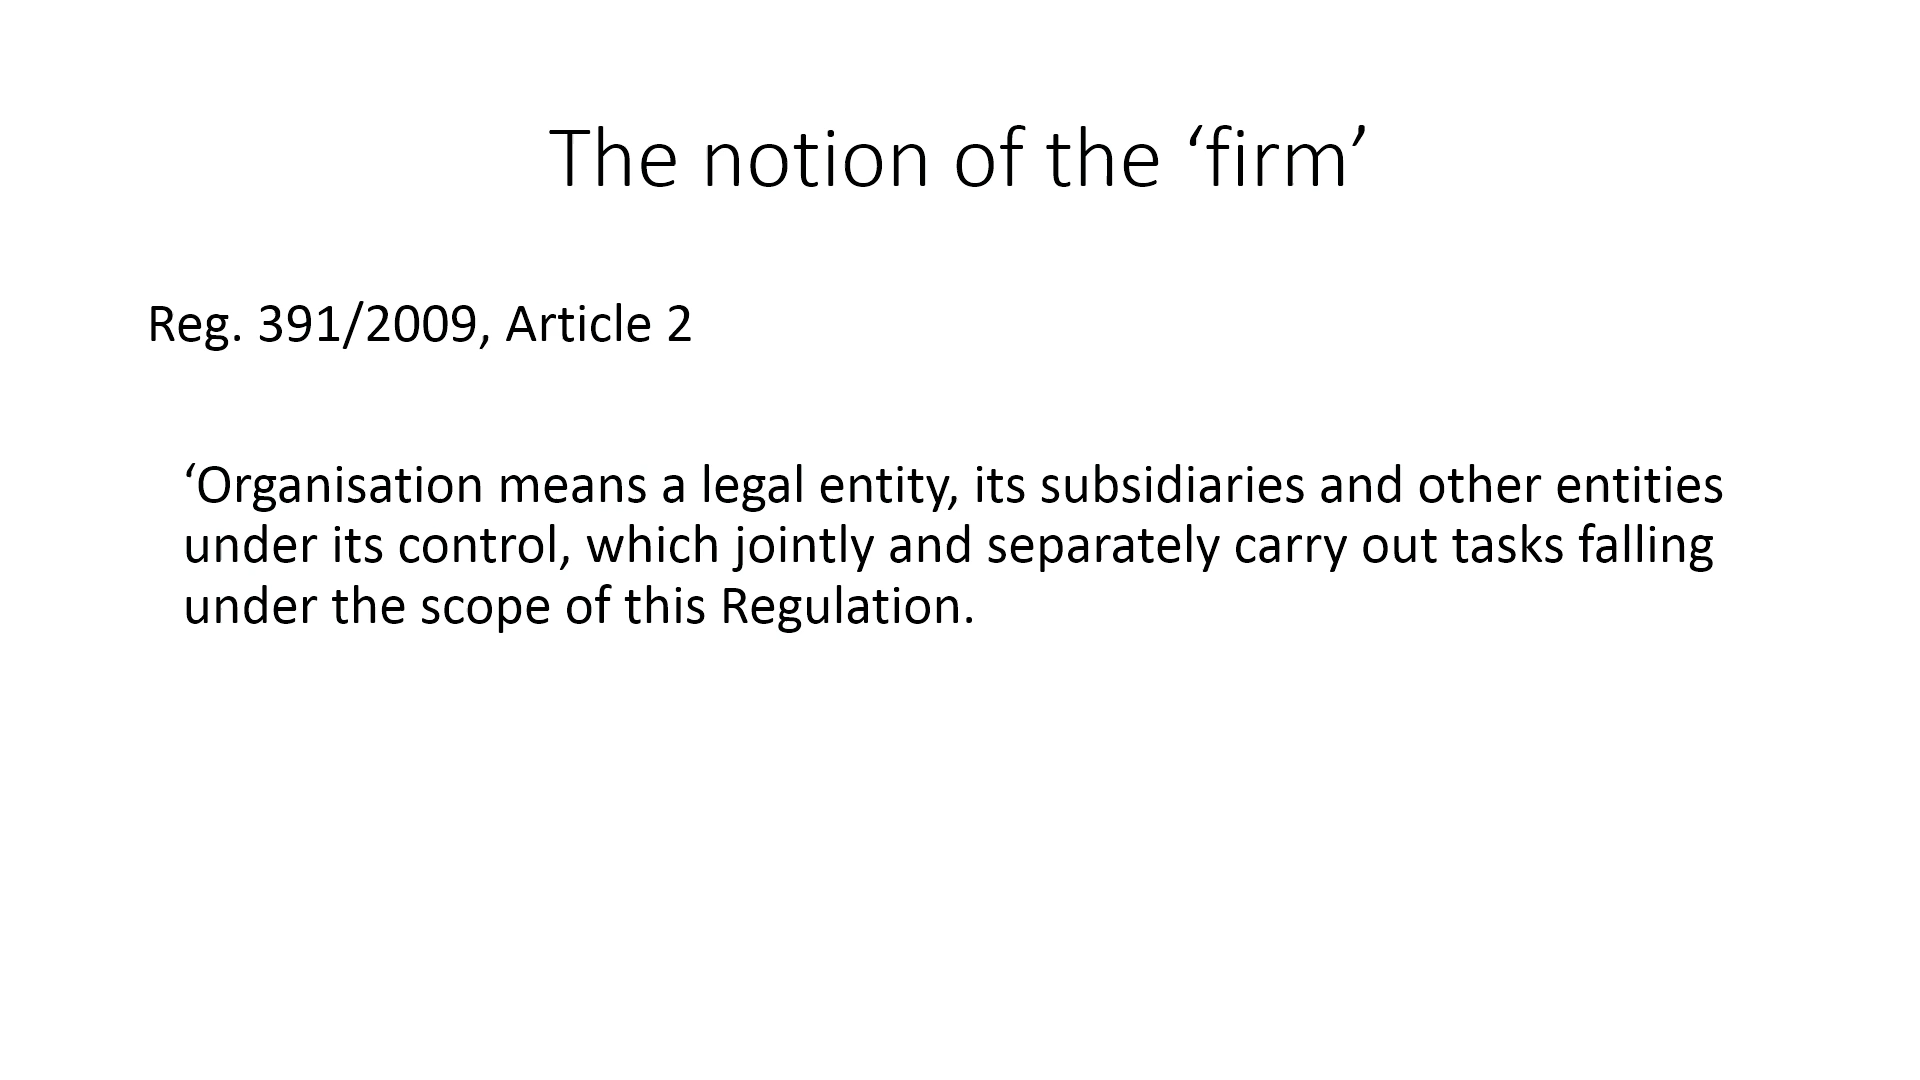 The notion of the ‘firm’
Reg. 391/2009, Article 2
‘Organisation means a legal entity, its subsidiaries and other entities
under its control, which jointly and separately carry out tasks falling
under the scope of this Regulation.